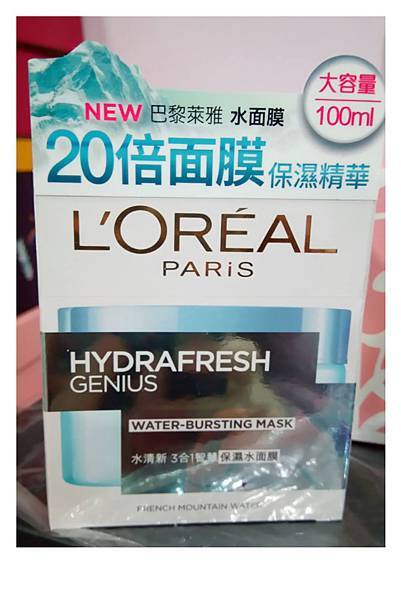 大容量
100ml
NEW 巴黎萊雅 水面膜
20倍面膜 保濕精華
L'ORÉAL
PARiS
HYDRAFRESH
GENIUS
WATER-BURSTING MASK
水清新 3合1智慧保濕水面膜
FRENCH MOUNTAIN WATER